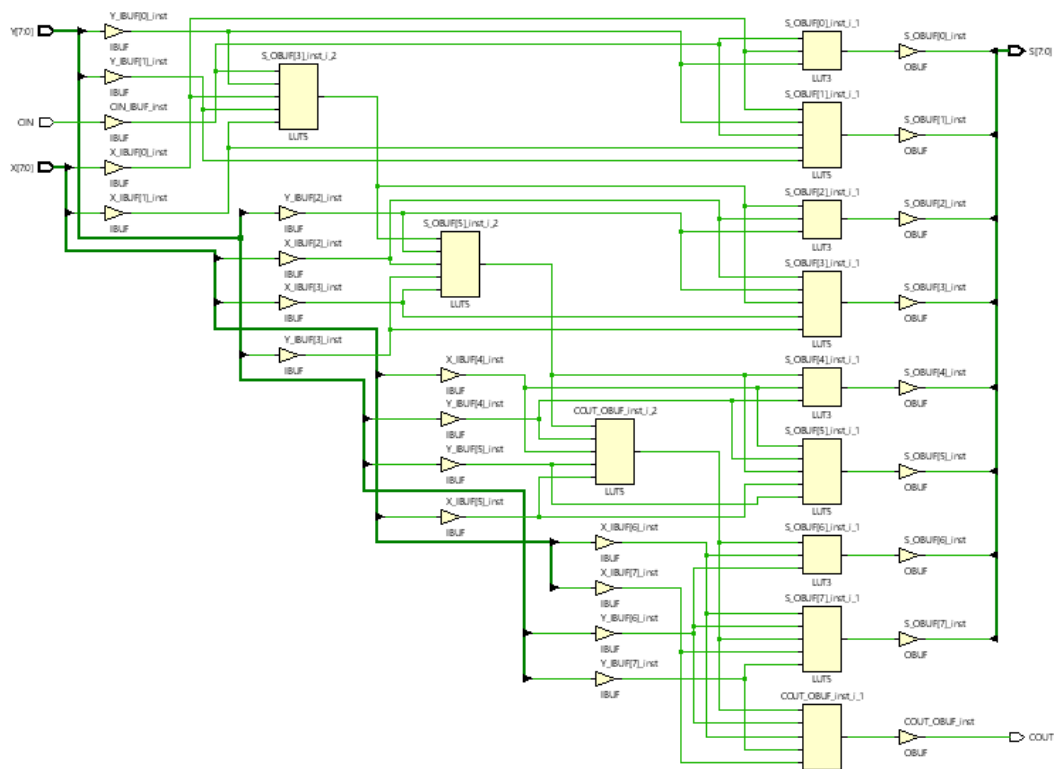 Y_IBUF[0]_inst
S_OBUF[0]_inst_i_1
S_OBUF[0]_inst
Y[7:0]
IBUF
S_OBUF[3]_inst_i_2
S[7:0]
Y_IBUF[1]_inst
OBUF
LUT3
IBUF
S_OBUF[1]_inst_i_1
CIN_IBUF_inst
S_OBUF[1]_inst
CIN
IBUF
LUT5
X_IBUF[0]_inst
OBUF
X[7:0]
IBUF
LUT5
X_IBUF[1]_inst
Y_IBUF[2]_inst
S_OBUF[2]_inst_i_1
S_OBUF[2]_inst
IBUF
IBUF
S_OBUF[5]_inst_i_2
OBUF
X_IBUF[2]_inst
LUT3
IBUF
S_OBUF[3]_inst_i_1
X_IBUF[3]_inst
S_OBUF[3]_inst
IBUF
LUT5
OBUF
Y_IBUF[3]_inst
LUT5
IBUF
X_IBUF[4]_inst
S_OBUF[4]_inst_i_1
S_OBUF[4]_inst
IBUF
Y_IBUF[4]_inst
COUT_OBUF_inst_i_2
OBUF
LUT3
IBUF
S_OBUF[5]_inst_i_1
Y_IBUF[5]_inst
S_OBUF[5]_inst
IBUF
LUT5
OBUF
X_IBUF[5]_inst
LUT5
IBUF
X_IBUF[6]_inst
S_OBUF[6]_inst_i_1
S_OBUF[6]_inst
IBUF
X_IBUF[7]_inst
OBUF
LUT3
IBUF
S_OBUF[7]_inst_i_1
Y_IBUF[6]_inst
S_OBUF[7]_inst
IBUF
OBUF
Y_IBUF[7]_inst
LUT5
IBUF
COUT_OBUF_inst_i_1
COUT_OBUF_inst
COUT
OBUF